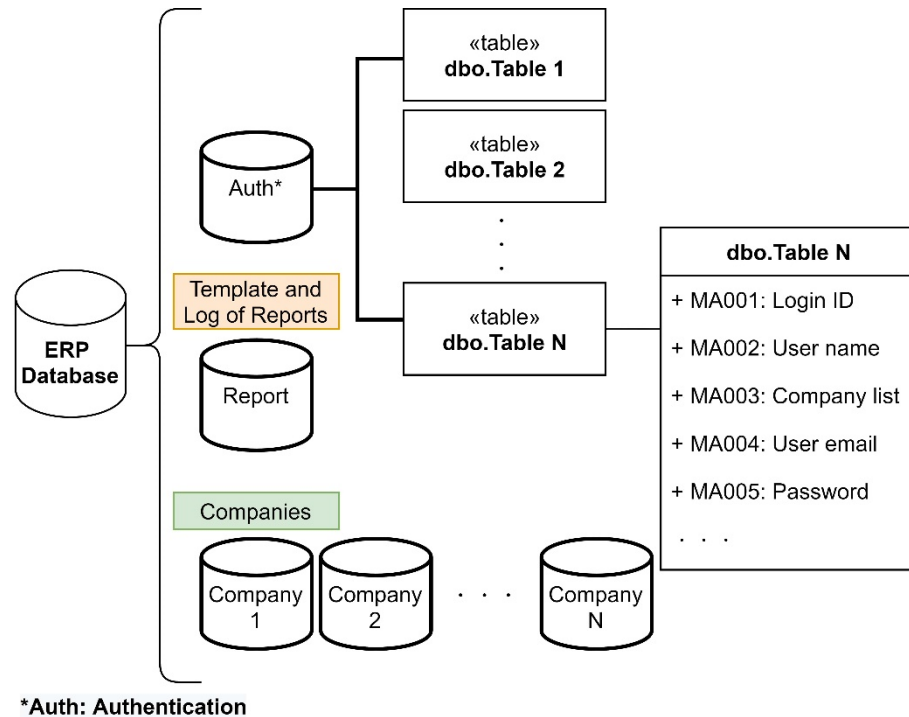 «table»
dbo.Table 1
«table»
dbo.Table 2
.
.
.
«table»
dbo.Table N
Auth*
Template and
Log of Reports
Report
ERP
Database
Companies
Company
1
Company
2
. . .
Company
N
dbo.Table N
+ MA001: Login ID
+ MA002: User name
+ MA003: Company list
+ MA004: User email
+ MA005: Password
. . .
*Auth: Authentication